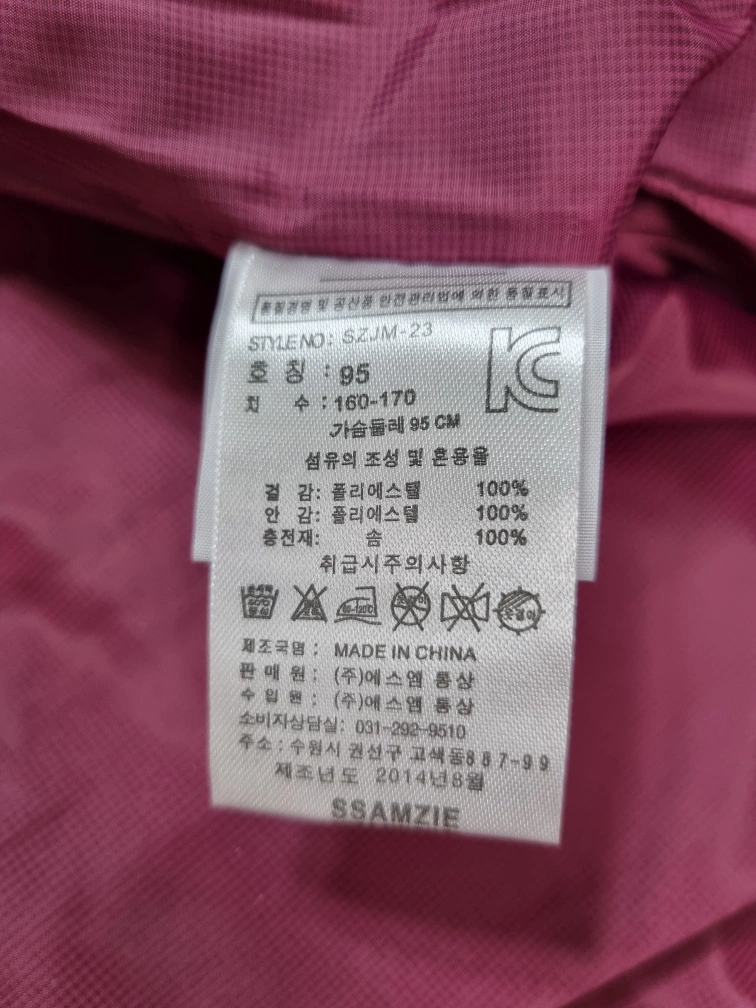 품질경영 및 공산품 안전관리법에 의한 품질표시
STYLE NO: SZJM-23
호 칭 : 95
치 수 : 160-170
가슴둘레 95 CM
섬유의 조성 및 혼용율
겉 감: 폴리에스텔 100%
안 감: 폴리에스텔 100%
충전재: 솜 100%
취급시주의사항
40℃ 80-120℃ 옷걸이
제조국명 : MADE IN CHINA
판 매 원 : (주)에스엠 통상
수 입 원 : (주)에스엠 통상
소비자상담실: 031-292-9510
주소 : 수원시 권선구 고색동887-99
제조년도 2014년8월
SSAMZIE